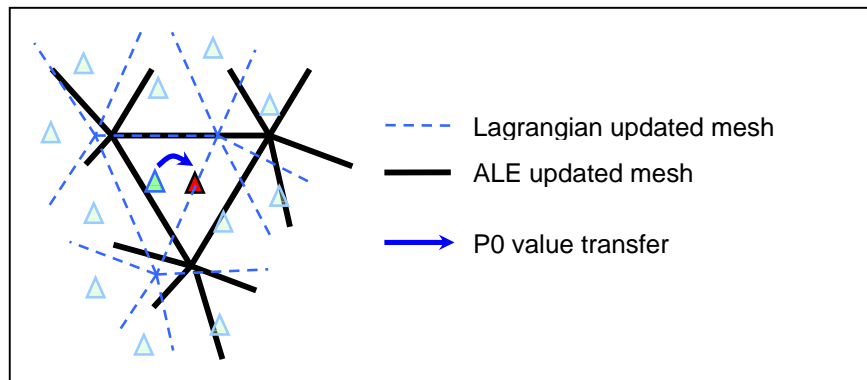 Lagrangian updated mesh
ALE updated mesh
P0 value transfer